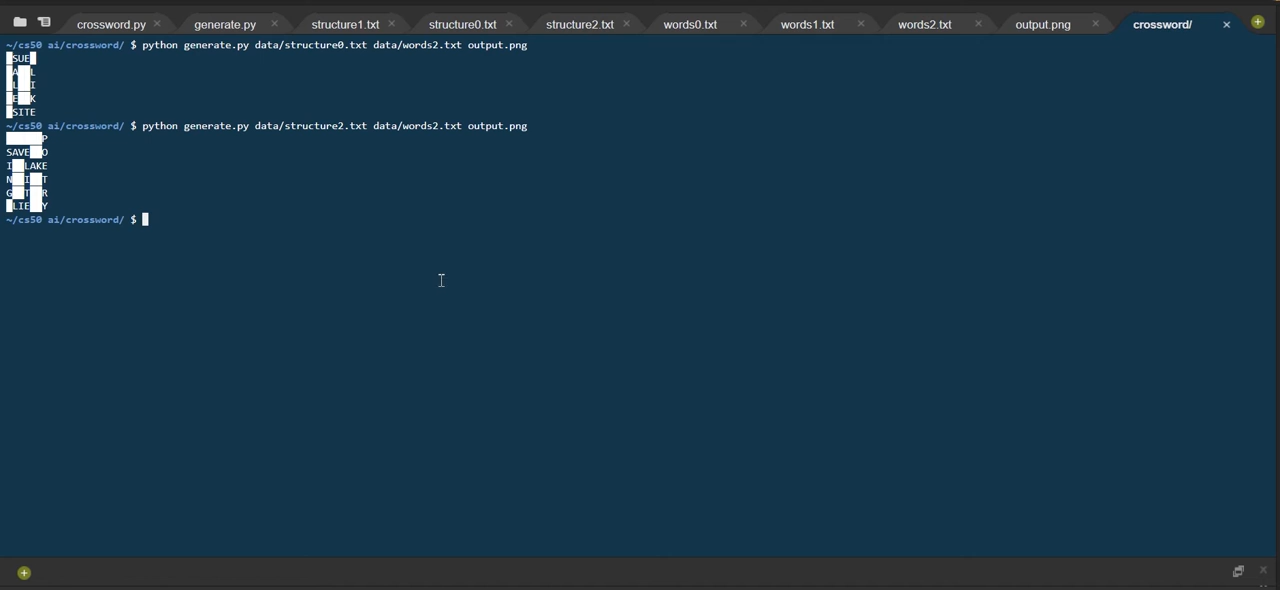 crossword.py generate.py structure1.txt structure0.txt structure2.txt words0.txt words1.txt words2.txt output.png crossword/
~/cs50 ai/crossword/ $ python generate.py data/structure0.txt data/words2.txt output.png
█SUE█
█A██L
█L██I
█E██K
█SITE
~/cs50 ai/crossword/ $ python generate.py data/structure2.txt data/words2.txt output.png
██████P
SAVE██O
I██LAKE
N██I██T
G██T██R
█LIE██Y
~/cs50 ai/crossword/ $